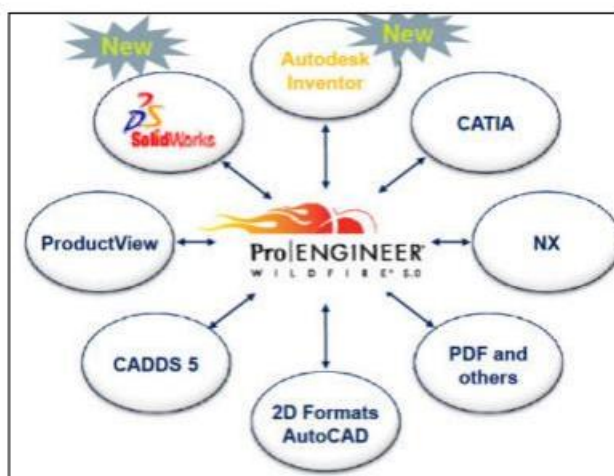 New
New
Autodesk
Inventor
SolidWorks
CATIA
ProductView
Pro|ENGINEER
WILDFIRE 5.0
NX
CADDS 5
PDF and
others
2D Formats
AutoCAD